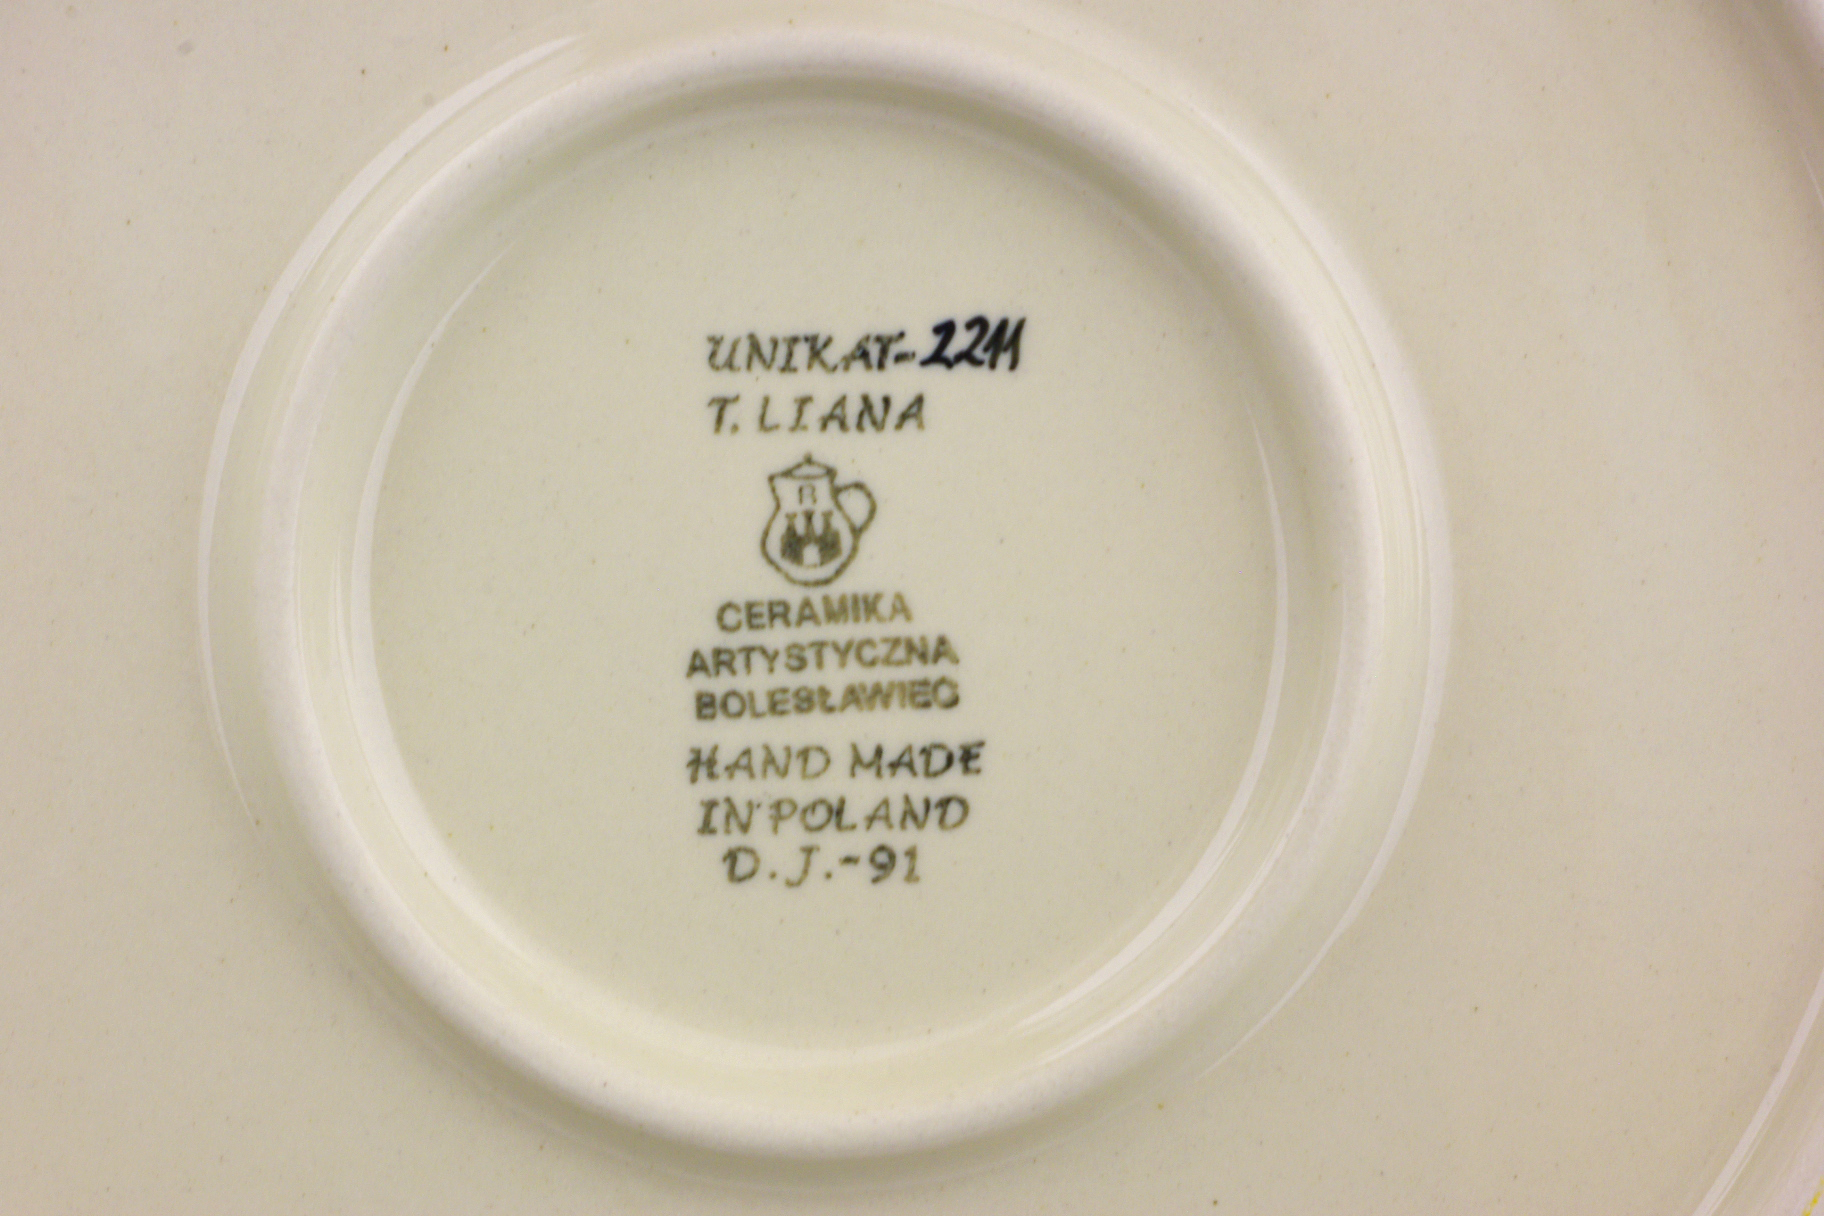 UNIKAT-2211
T. LIANA
B
CERAMIKA
ARTYSTYCZNA
BOLESŁAWIEC
HAND MADE
IN POLAND
D.J.-91